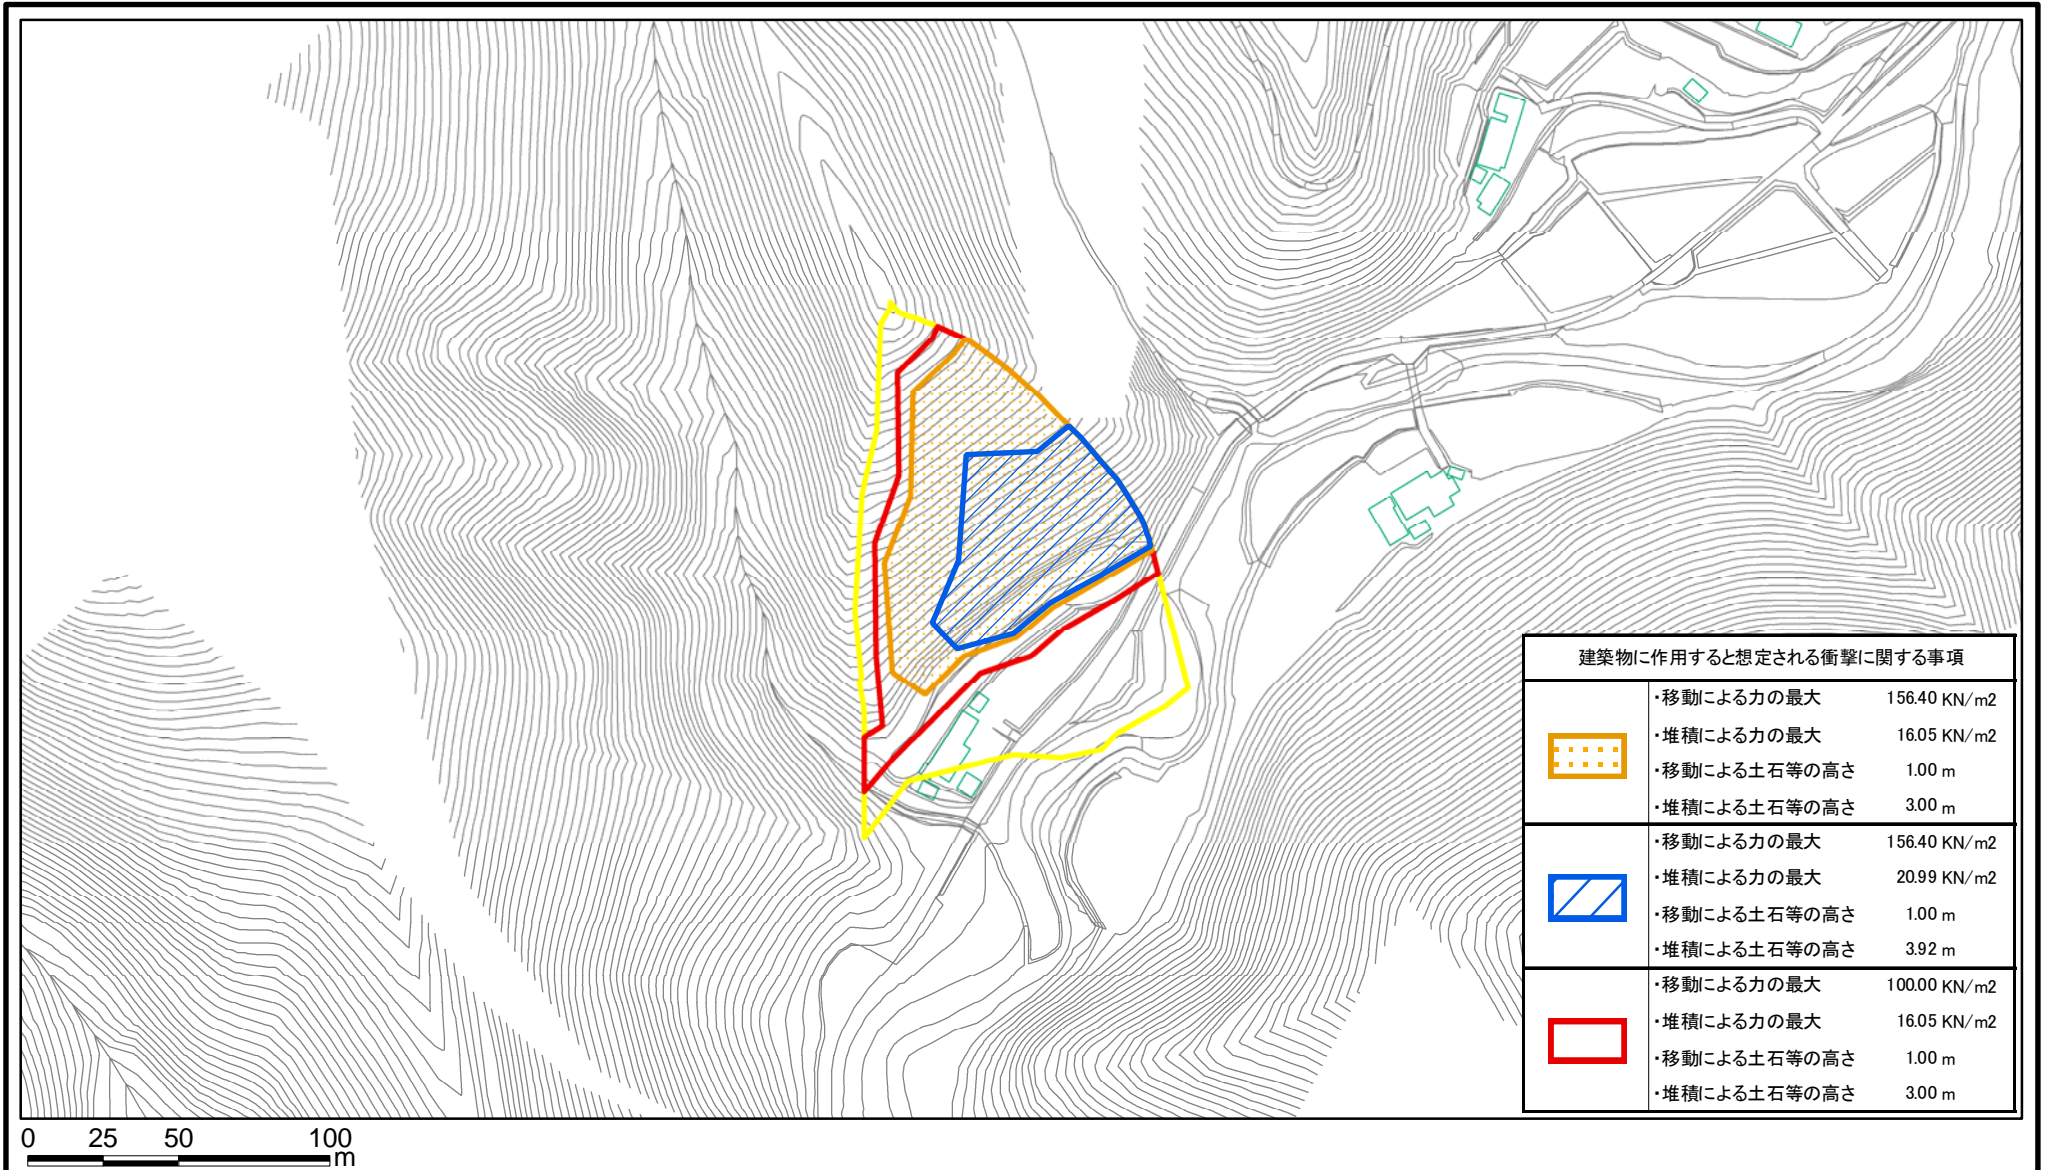 建築物に作用すると想定される衝撃に関する事項
・移動による力の最大 156.40 KN/m2
・堆積による力の最大 16.05 KN/m2
・移動による土石等の高さ 1.00 m
・堆積による土石等の高さ 3.00 m
・移動による力の最大 156.40 KN/m2
・堆積による力の最大 20.99 KN/m2
・移動による土石等の高さ 1.00 m
・堆積による土石等の高さ 3.92 m
・移動による力の最大 100.00 KN/m2
・堆積による力の最大 16.05 KN/m2
・移動による土石等の高さ 1.00 m
・堆積による土石等の高さ 3.00 m
0 25 50 100
m